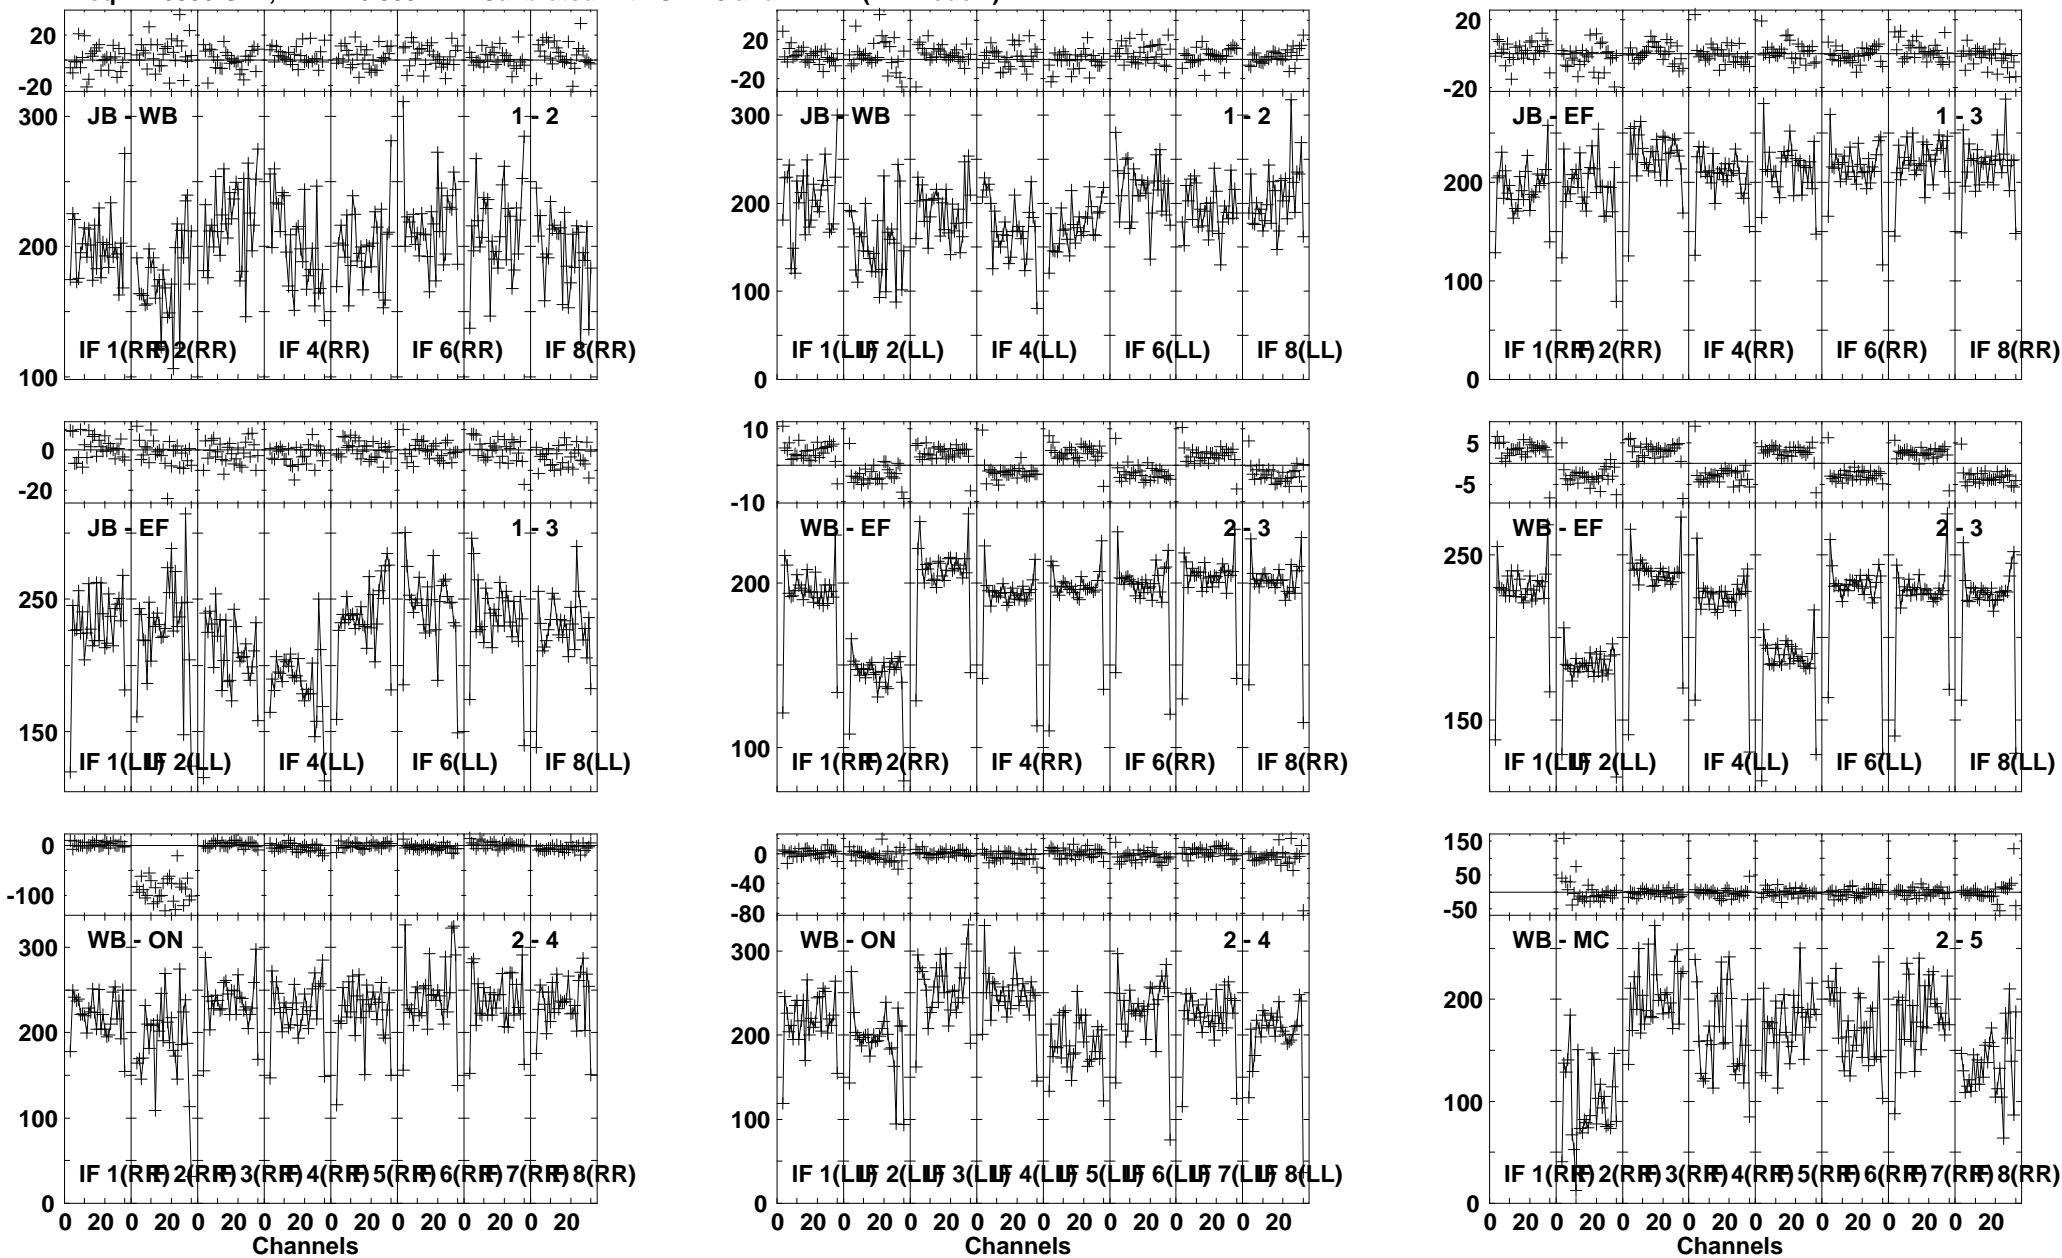 20
0
-20
300
200
100
JB - WB
1 - 2
IF 1(RR)
IF 2(RR)
IF 4(RR)
IF 6(RR)
IF 8(RR)
20
0
-20
300
200
100
0
JB - WB
1 - 2
IF 1(LL)
IF 2(LL)
IF 4(LL)
IF 6(LL)
IF 8(LL)
20
0
-20
200
100
0
JB - EF
1 - 3
IF 1(RR)
IF 2(RR)
IF 4(RR)
IF 6(RR)
IF 8(RR)
0
-20
250
150
JB - EF
1 - 3
IF 1(LL)
IF 2(LL)
IF 4(LL)
IF 6(LL)
IF 8(LL)
10
-10
200
100
WB - EF
2 - 3
IF 1(RR)
IF 2(RR)
IF 4(RR)
IF 6(RR)
IF 8(RR)
5
-5
250
150
WB - EF
2 - 3
IF 1(LL)
IF 2(LL)
IF 4(LL)
IF 6(LL)
IF 8(LL)
0
-100
300
200
100
0
WB - ON
2 - 4
IF 1(RR)
IF 2(RR)
IF 3(RR)
IF 4(RR)
IF 5(RR)
IF 6(RR)
IF 7(RR)
IF 8(RR)
0 20 0 20 0 20 0 20 0 20 0 20 0 20 0 20
Channels
0
-40
-80
300
200
100
0
WB - ON
2 - 4
IF 1(LL)
IF 2(LL)
IF 3(LL)
IF 4(LL)
IF 5(LL)
IF 6(LL)
IF 7(LL)
IF 8(LL)
0 20 0 20 0 20 0 20 0 20 0 20 0 20 0 20
Channels
150
50
-50
200
100
0
WB - MC
2 - 5
IF 1(RR)
IF 2(RR)
IF 3(RR)
IF 4(RR)
IF 5(RR)
IF 6(RR)
IF 7(RR)
IF 8(RR)
0 20 0 20 0 20 0 20 0 20 0 20 0 20 0 20
Channels